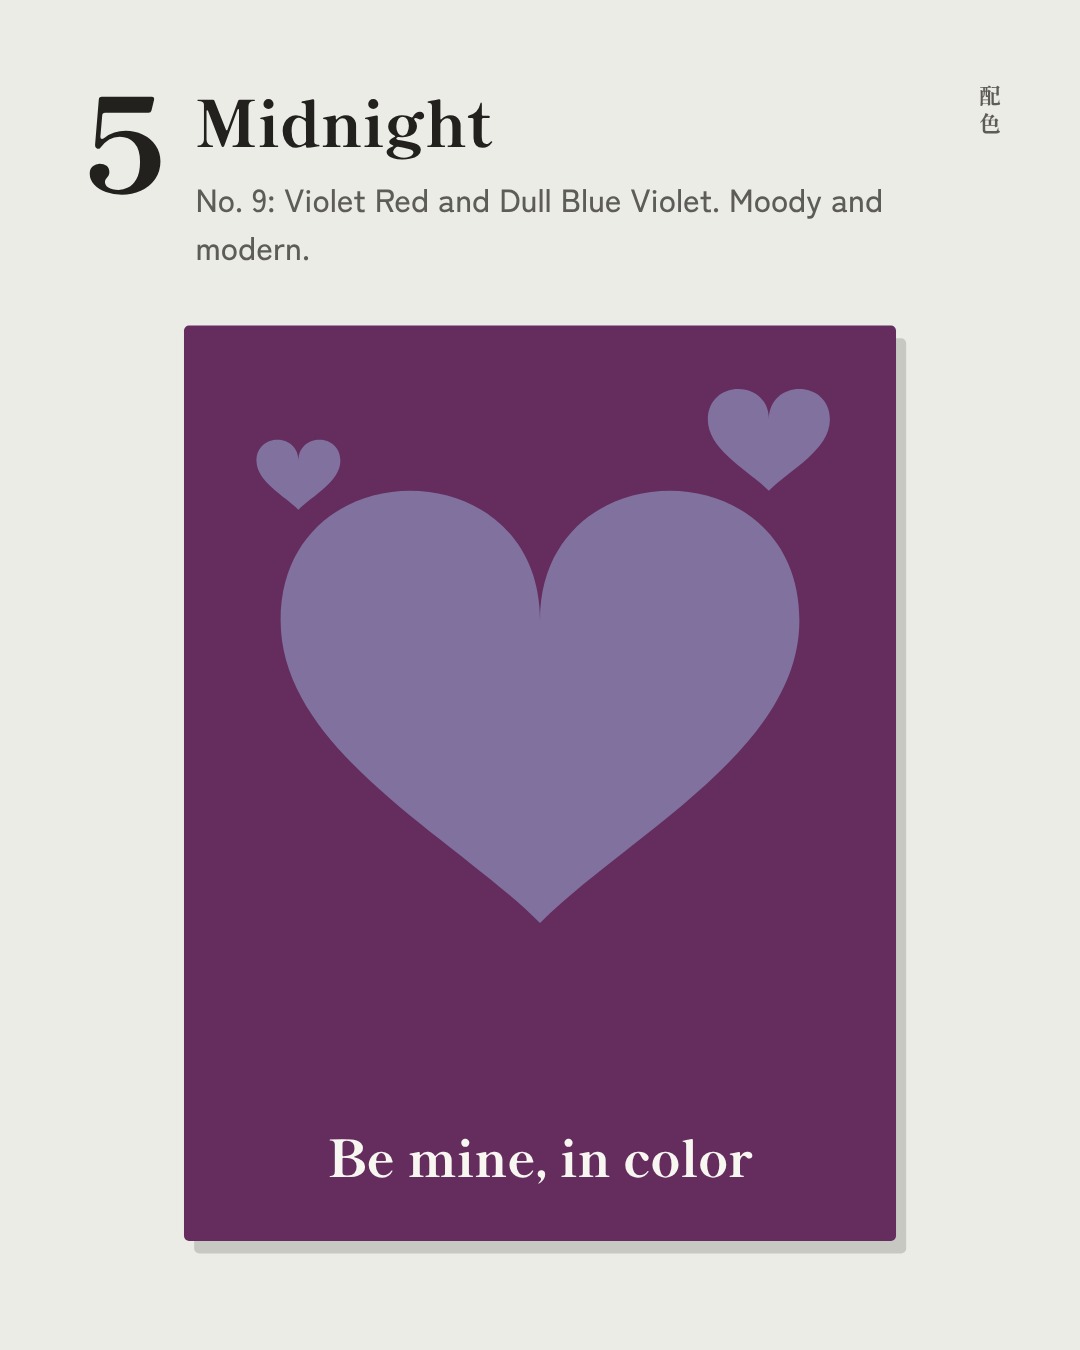 5
Midnight
No. 9: Violet Red and Dull Blue Violet. Moody and
modern.
配色
Be mine, in color